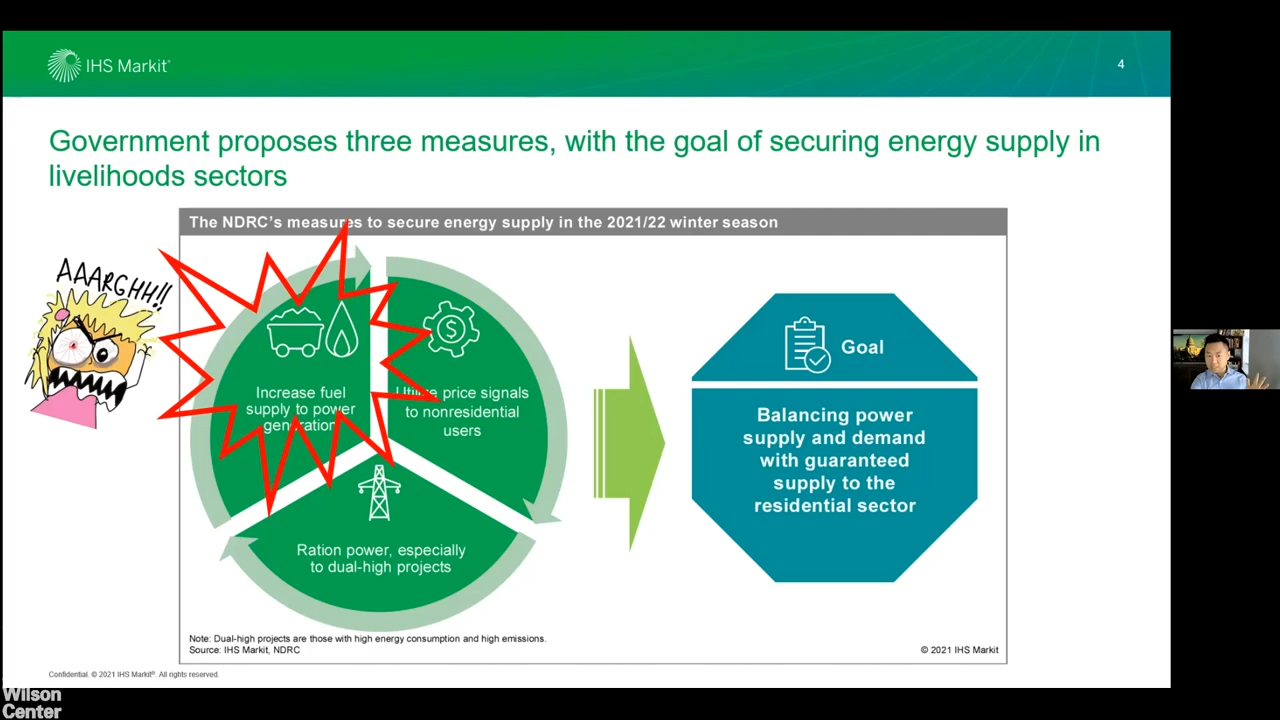 IHS Markit®
4
Government proposes three measures, with the goal of securing energy supply in
livelihoods sectors
The NDRC's measures to secure energy supply in the 2021/22 winter season
AAARGHH!!
Increase fuel
supply to power
generation
$
Utilize price signals
to nonresidential
users
Ration power, especially
to dual-high projects
Goal
Balancing power
supply and demand
with guaranteed
supply to the
residential sector
Note: Dual-high projects are those with high energy consumption and high emissions.
Source: IHS Markit, NDRC
© 2021 IHS Markit
Confidential. © 2021 IHS Markit®. All rights reserved.
Wilson
Center